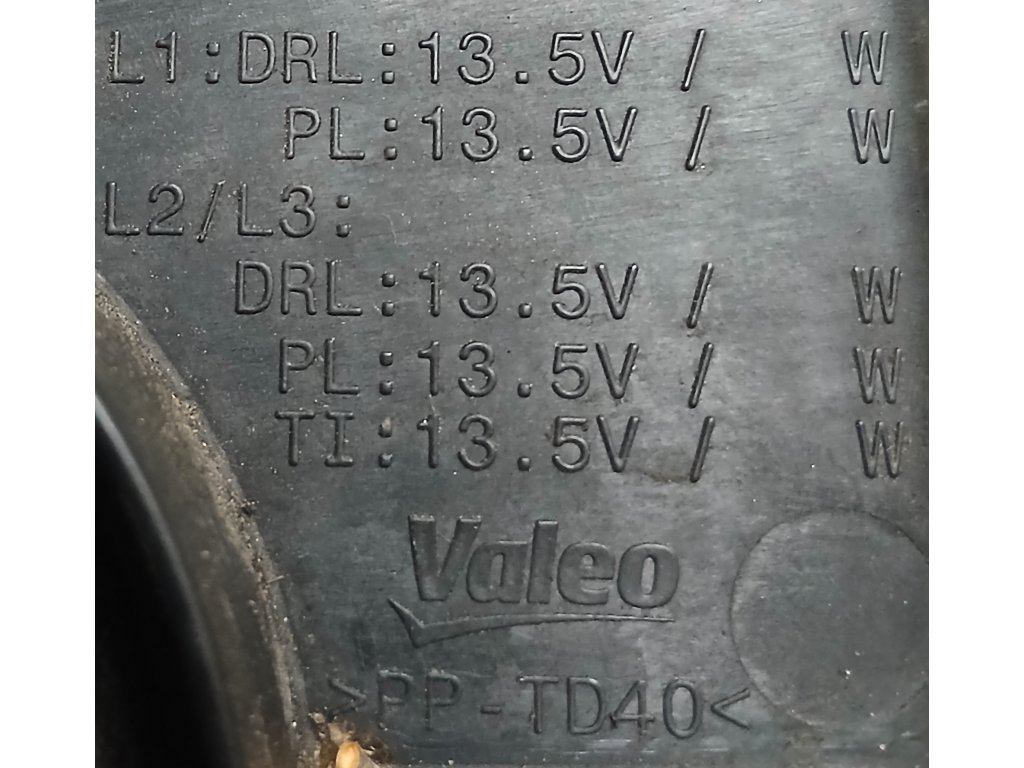 L1:DRL:13.5V / W
PL:13.5V / W
L2/L3:
DRL:13.5V / W
PL:13.5V / W
TI:13.5V / W
Valeo
>PP-TD40<